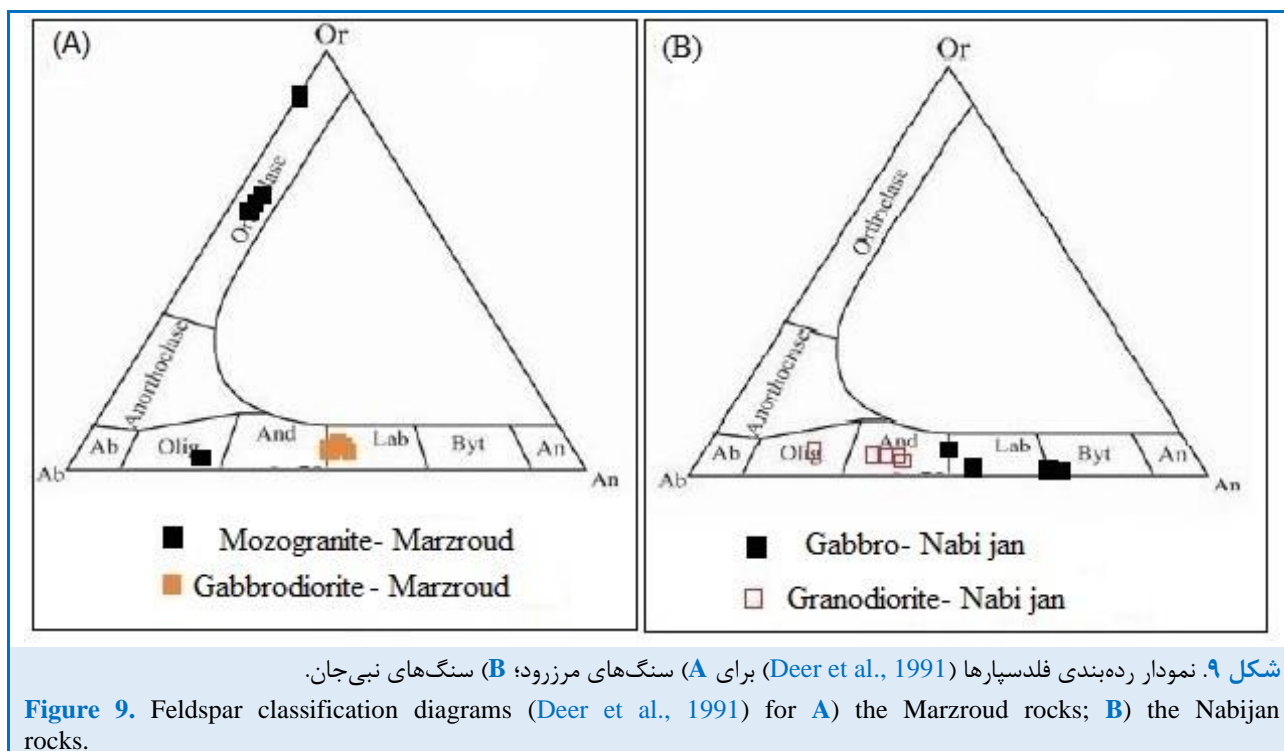 (A)
Or
Orthoclase
Anorthoclase
Ab
Olig
And
Lab
Byt
An
Ab
An
Mozogranite- Marzroud
Gabbrodiorite - Marzroud
(B)
Or
Orthoclase
Anorthoclase
Ab
Olig
And
Lab
Byt
An
Ab
An
Gabbro- Nabi jan
Granodiorite- Nabi jan
شکل ۹. نمودار رده‌بندی فلدسپارها (Deer et al., 1991) برای A) سنگ‌های مرزرود؛ B) سنگ‌های نبی‌جان.
Figure 9. Feldspar classification diagrams (Deer et al., 1991) for A) the Marzroud rocks; B) the Nabijan
rocks.